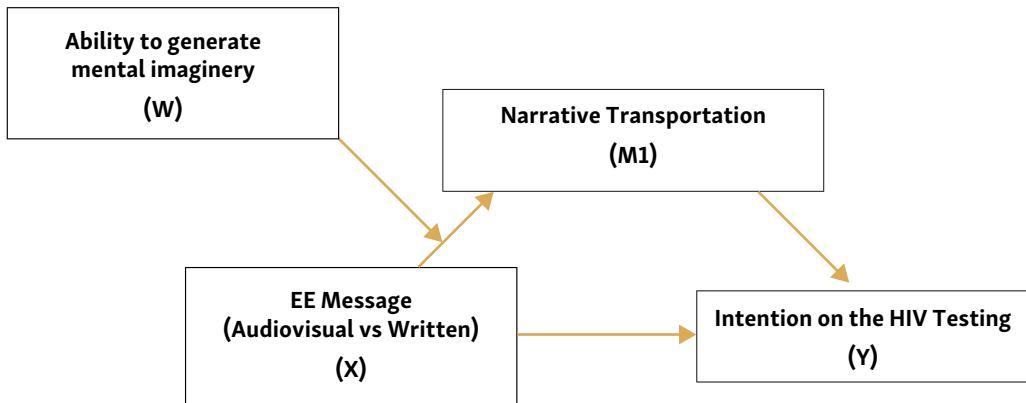 Ability to generate
mental imaginery
(W)
Narrative Transportation
(M1)
EE Message
(Audiovisual vs Written)
(X)
Intention on the HIV Testing
(Y)